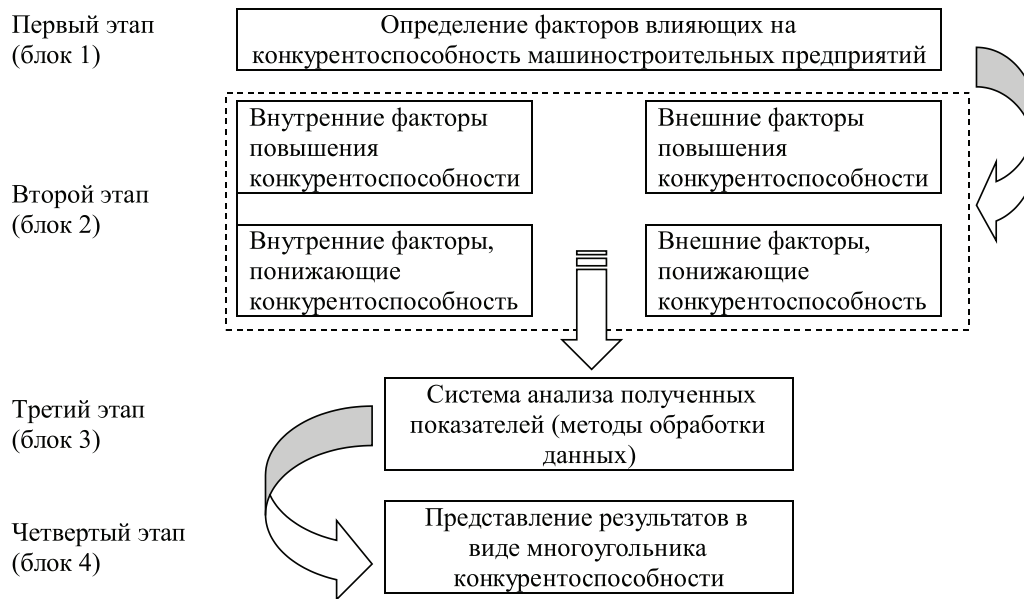 Первый этап
(блок 1)
Определение факторов влияющих на
конкурентоспособность машиностроительных предприятий
Второй этап
(блок 2)
Внутренние факторы
повышения
конкурентоспособности
Внешние факторы
повышения
конкурентоспособности
Внутренние факторы,
понижающие
конкурентоспособность
Внешние факторы,
понижающие
конкурентоспособность
Третий этап
(блок 3)
Система анализа полученных
показателей (методы обработки
данных)
Четвертый этап
(блок 4)
Представление результатов в
виде многоугольника
конкурентоспособности